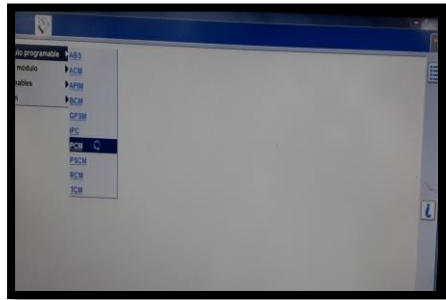 ulo programable
ABS
módulo
ACM
nables
APIM
n
BCM
GPSM
IPC
PCM
PSCM
RCM
TCM
i